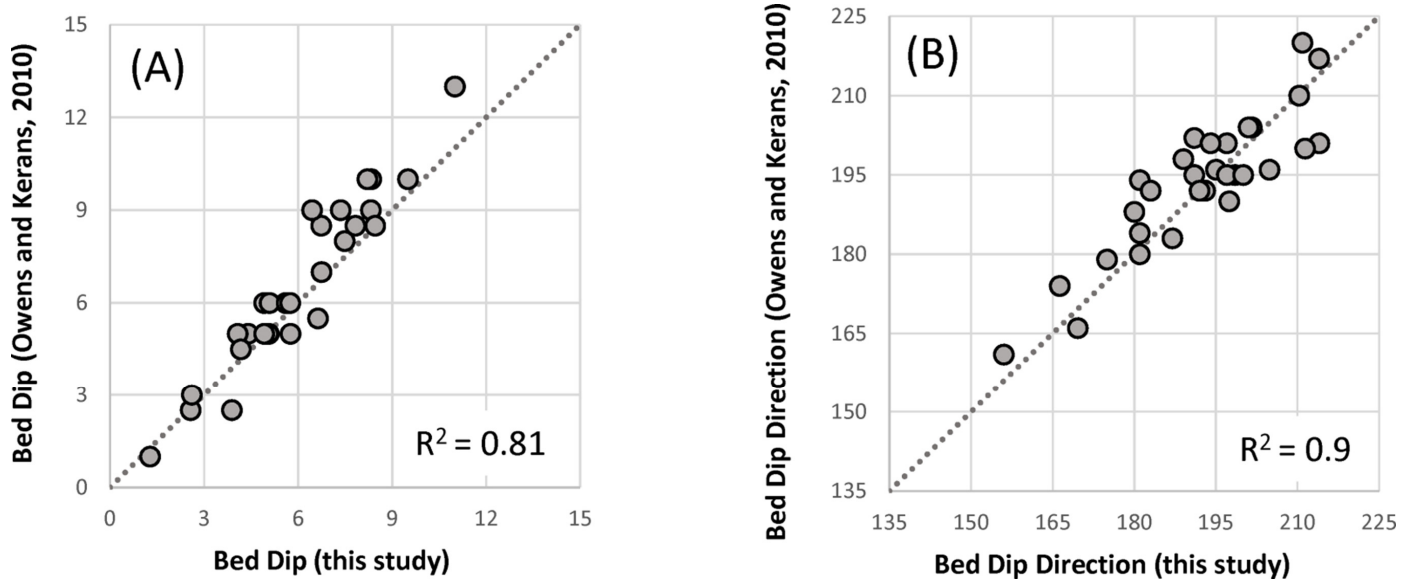 (A)
Bed Dip (Owens and Kerans, 2010)
15
12
9
6
3
0
0 3 6 9 12 15
R² = 0.81
Bed Dip (this study)
(B)
Bed Dip Direction (Owens and Kerans, 2010)
225
210
195
180
165
150
135
135 150 165 180 195 210 225
R² = 0.9
Bed Dip Direction (this study)